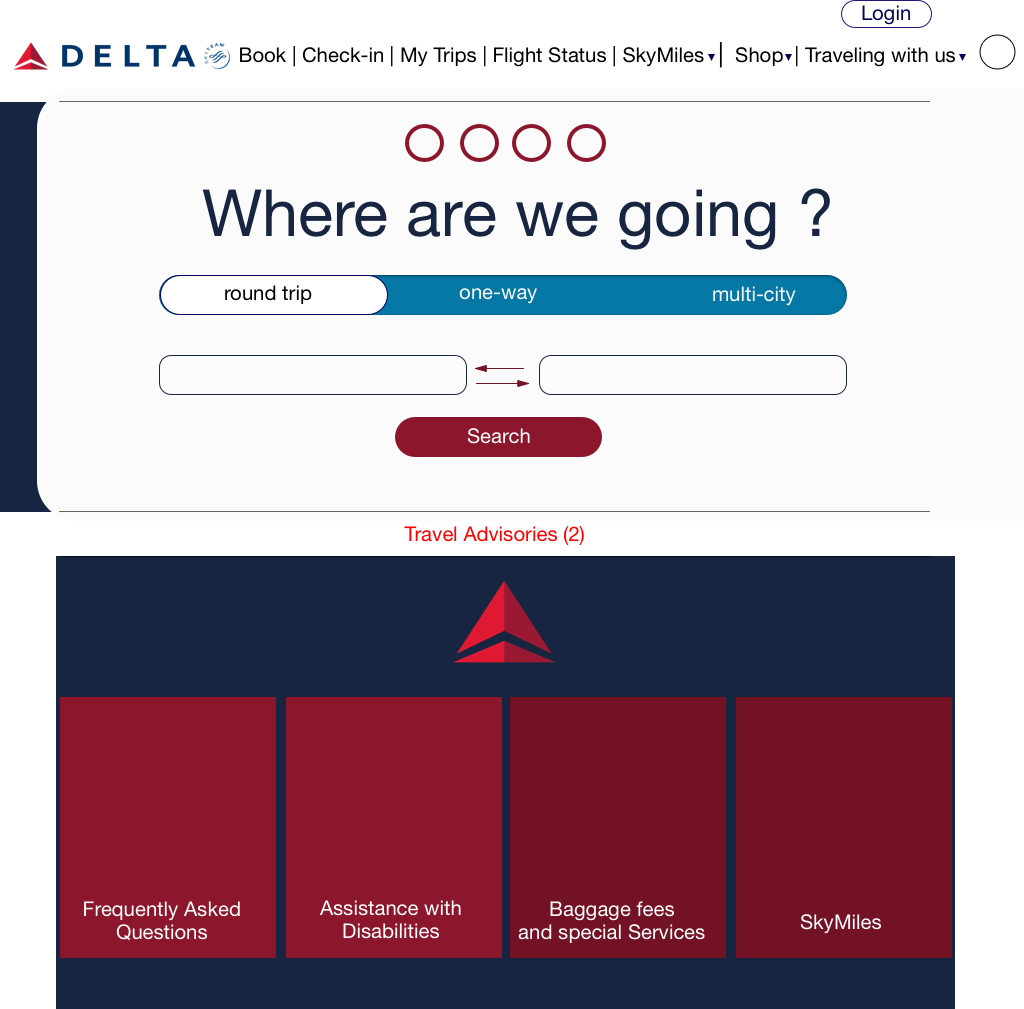 Login
DELTA Book | Check-in | My Trips | Flight Status | SkyMiles ▾| Shop▾| Traveling with us ▾
Where are we going ?
round trip one-way multi-city
Search
Travel Advisories (2)
Frequently Asked
Questions
Assistance with
Disabilities
Baggage fees
and special Services
SkyMiles